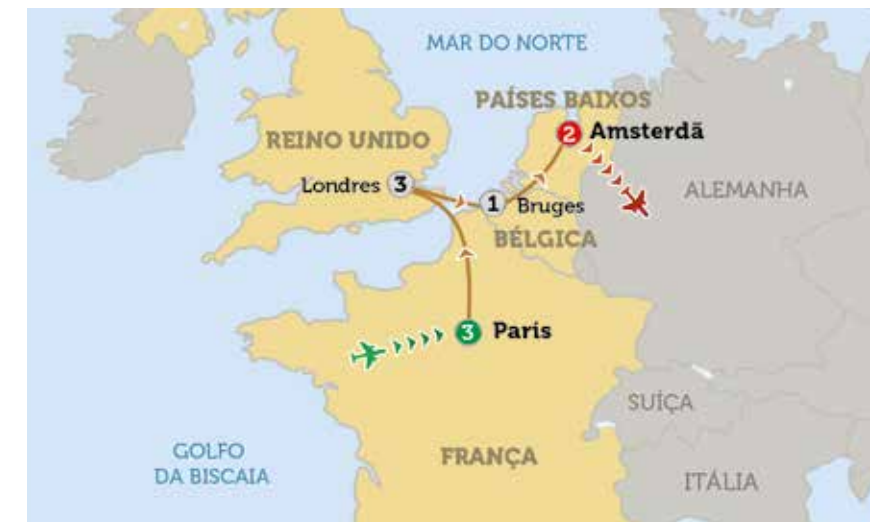 MAR DO NORTE
PAÍSES BAIXOS
2 Amsterdã
REINO UNIDO
Londres 3
1 Bruges
ALEMANHA
BÉLGICA
3 Paris
SUÍÇA
GOLFO
DA BISCAIA
FRANÇA
ITÁLIA